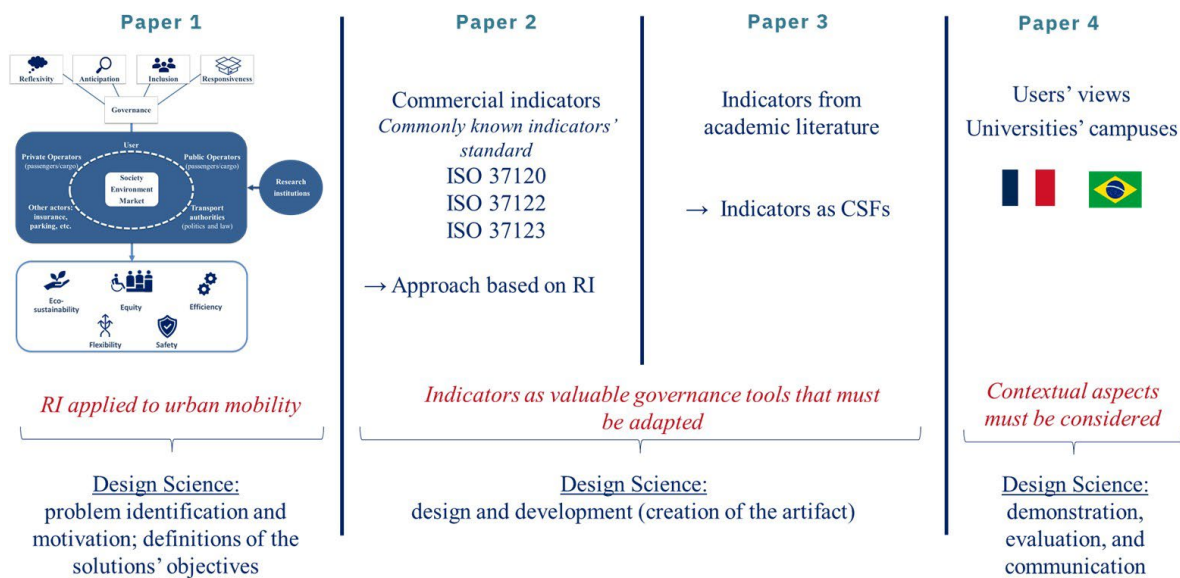 Paper 1
Reflexivity
Anticipation
Inclusion
Responsiveness
Governance
User
Private Operators
(passengers/cargo)
Public Operators
(passengers/cargo)
Society
Environment
Market
Other actors:
insurance,
parking, etc.
Transport
authorities
(politics and law)
Research
institutions
Eco-
sustainability
Equity
Efficiency
Flexibility
Safety
RI applied to urban mobility
Design Science:
problem identification and
motivation; definitions of the
solutions' objectives
Paper 2
Commercial indicators
Commonly known indicators'
standard
ISO 37120
ISO 37122
ISO 37123
→ Approach based on RI
Paper 3
Indicators from
academic literature
→ Indicators as CSFs
Indicators as valuable governance tools that must
be adapted
Design Science:
design and development (creation of the artifact)
Paper 4
Users' views
Universities' campuses
Contextual aspects
must be considered
Design Science:
demonstration,
evaluation, and
communication